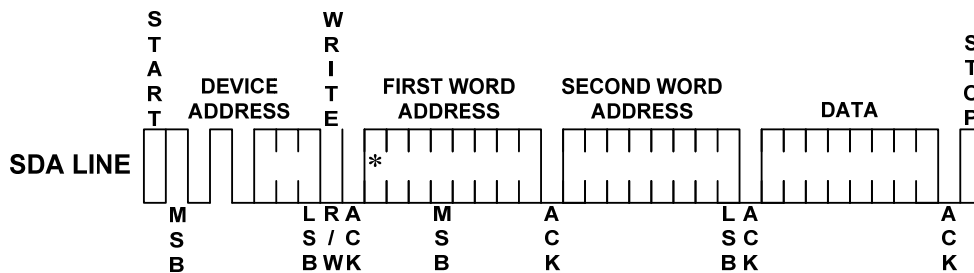 START
WRITE
STOP
DEVICE
ADDRESS
FIRST WORD
ADDRESS
SECOND WORD
ADDRESS
DATA
SDA LINE
*
MSB
LSB
R/W
ACK
MSB
ACK
LSB
ACK
ACK